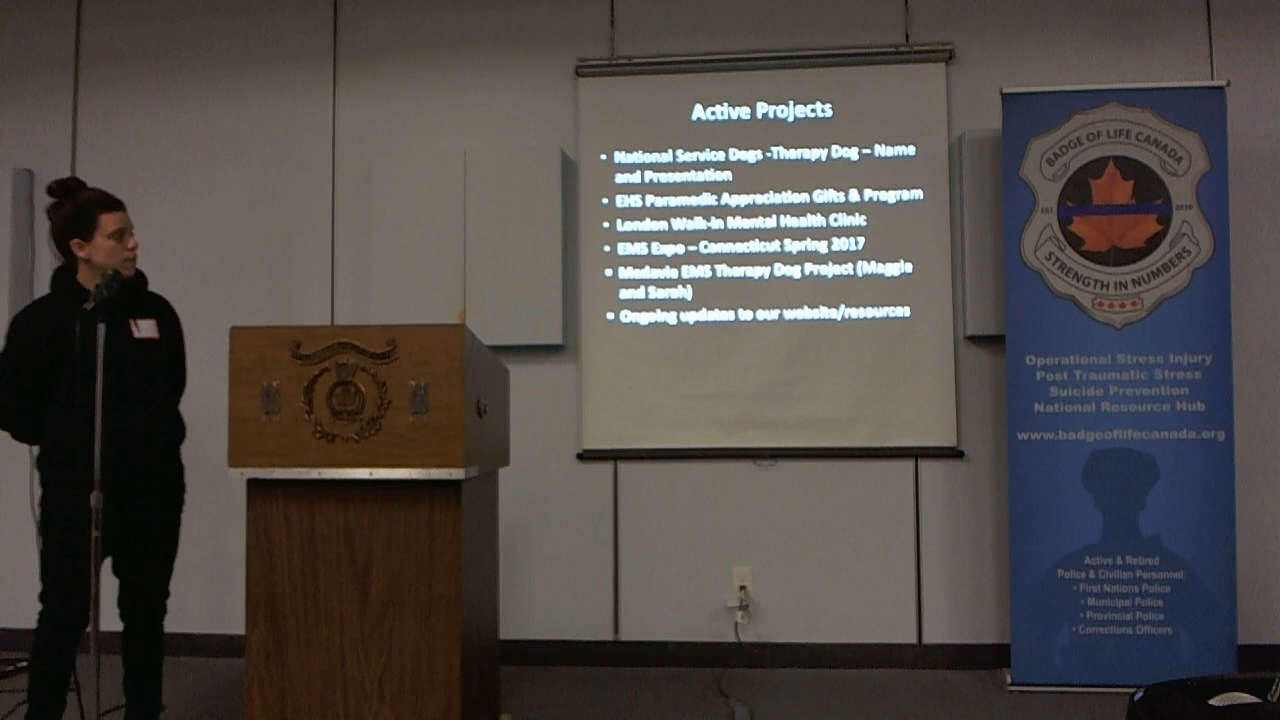 Active Projects
• National Service Dogs -Therapy Dog – Name
and Presentation
• EHS Paramedic Appreciation Gifts & Program
• London Walk-in Mental Health Clinic
• EMS Expo – Connecticut Spring 2017
• Medavie EMS Therapy Dog Project (Maggie
and Sarah)
• Ongoing updates to our website/resources
BADGE OF LIFE CANADA
EST 2010
STRENGTH IN NUMBERS
Operational Stress Injury
Post Traumatic Stress
Suicide Prevention
National Resource Hub
www.badgeoflifecanada.org
Active & Retired
Police & Civilian Personnel:
• First Nations Police
• Municipal Police
• Provincial Police
• Corrections Officers